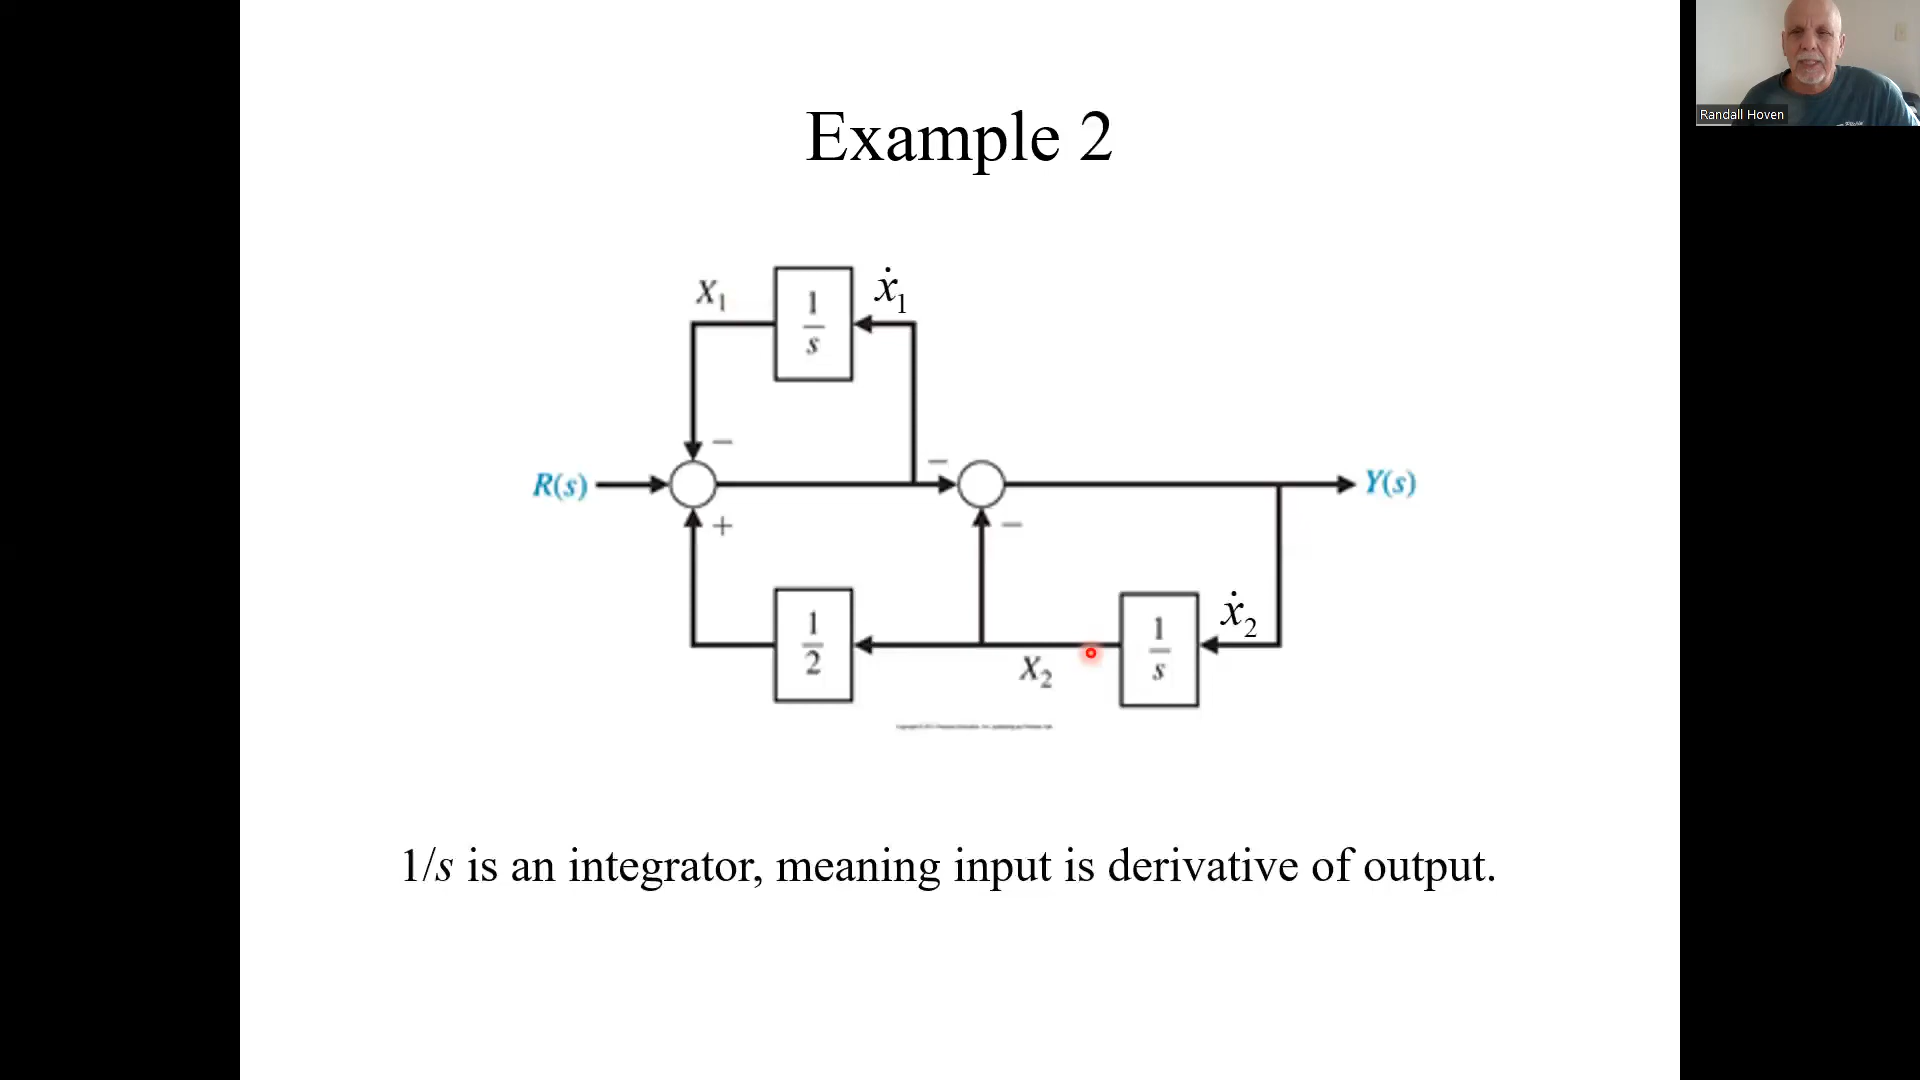 Randall Hoven
Example 2
X₁
1/s
ẋ₁
−
−
R(s)
Y(s)
+
−
1/2
X₂
1/s
ẋ₂
1/s is an integrator, meaning input is derivative of output.